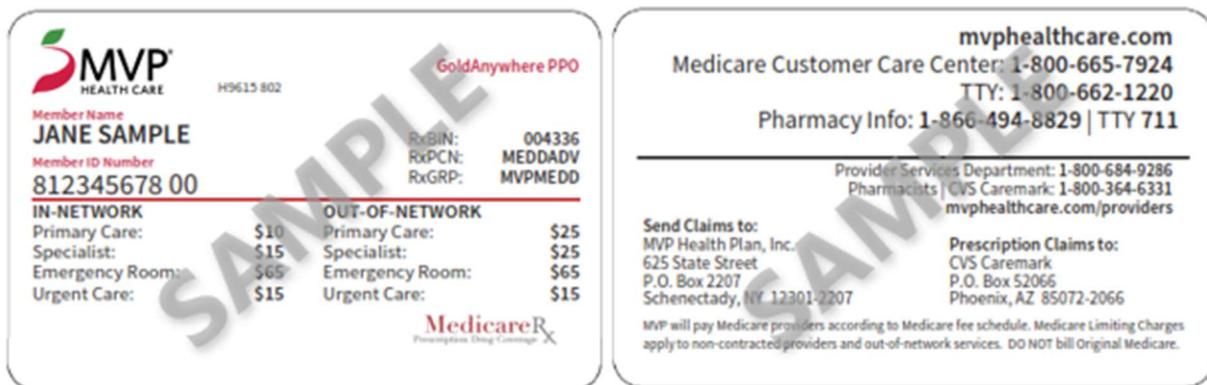 MVP
HEALTH CARE
H9615 802
GoldAnywhere PPO
Member Name
JANE SAMPLE
Member ID Number
812345678 00
RxBIN: 004336
RxPCN: MEDDADV
RxGRP: MVPMEDD
IN-NETWORK
Primary Care: $10
Specialist: $15
Emergency Room: $65
Urgent Care: $15
OUT-OF-NETWORK
Primary Care: $25
Specialist: $25
Emergency Room: $65
Urgent Care: $15
MedicareRx
Prescription Drug Coverage
SAMPLE
mvphealthcare.com
Medicare Customer Care Center: 1-800-665-7924
TTY: 1-800-662-1220
Pharmacy Info: 1-866-494-8829 | TTY 711
Provider Services Department: 1-800-684-9286
Pharmacists | CVS Caremark: 1-800-364-6331
mvphealthcare.com/providers
Send Claims to:
MVP Health Plan, Inc.
625 State Street
P.O. Box 2207
Schenectady, NY 12301-2207
Prescription Claims to:
CVS Caremark
P.O. Box 52066
Phoenix, AZ 85072-2066
MVP will pay Medicare providers according to Medicare fee schedule. Medicare Limiting Charges
apply to non-contracted providers and out-of-network services. DO NOT bill Original Medicare.
SAMPLE